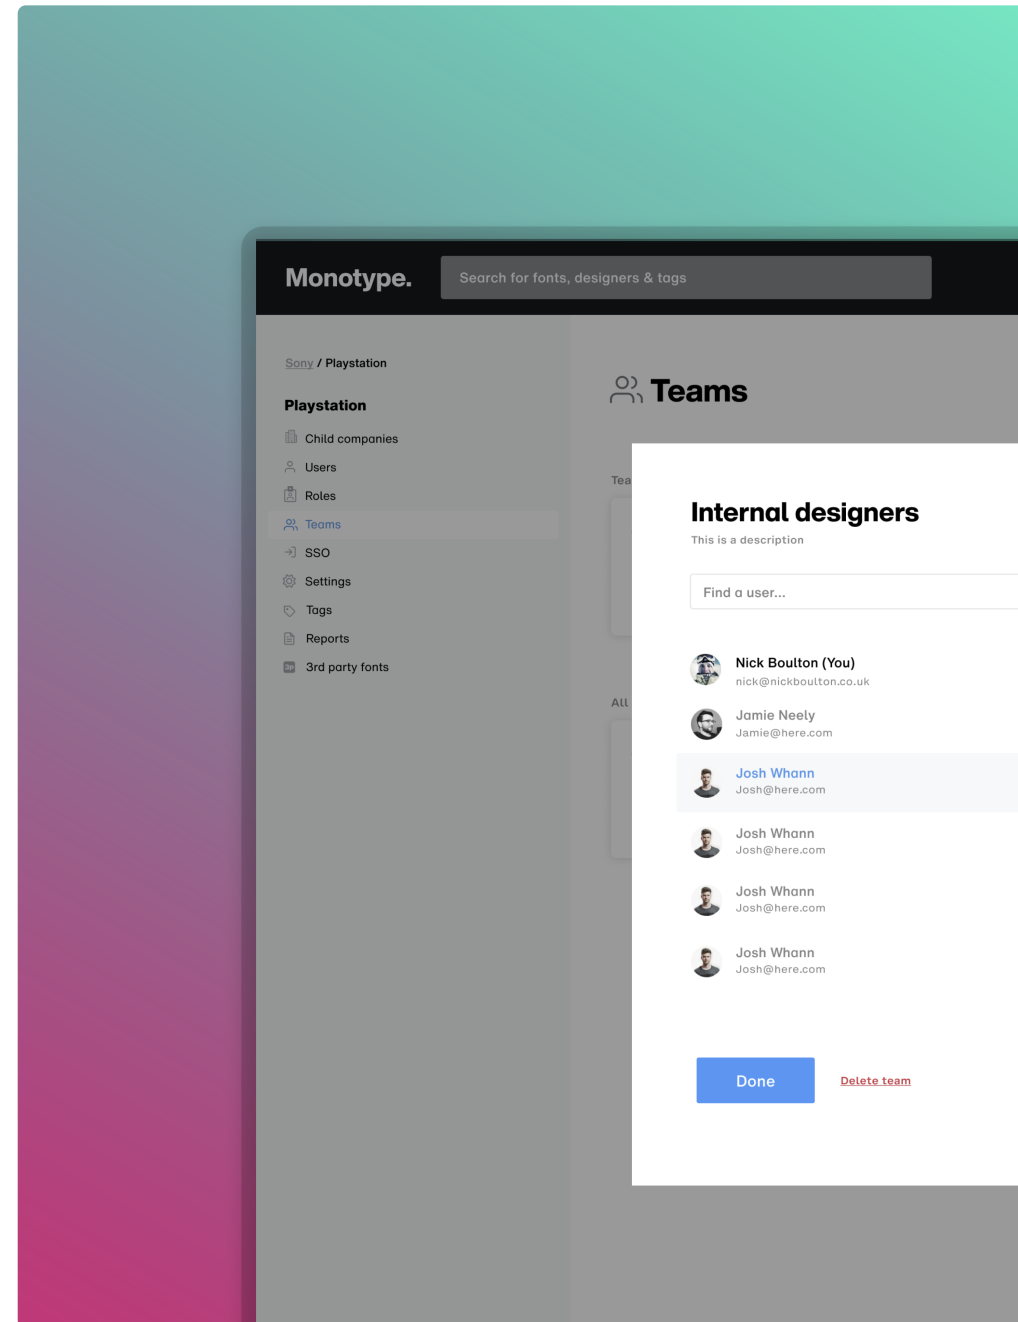 Monotype.
Search for fonts, designers & tags
Sony / Playstation
Playstation
Child companies
Users
Roles
Teams
SSO
Settings
Tags
Reports
3p 3rd party fonts
Teams
Tea
All
Internal designers
This is a description
Find a user...
Nick Boulton (You)
nick@nickboulton.co.uk
Jamie Neely
Jamie@here.com
Josh Whann
Josh@here.com
Josh Whann
Josh@here.com
Josh Whann
Josh@here.com
Josh Whann
Josh@here.com
Done
Delete team